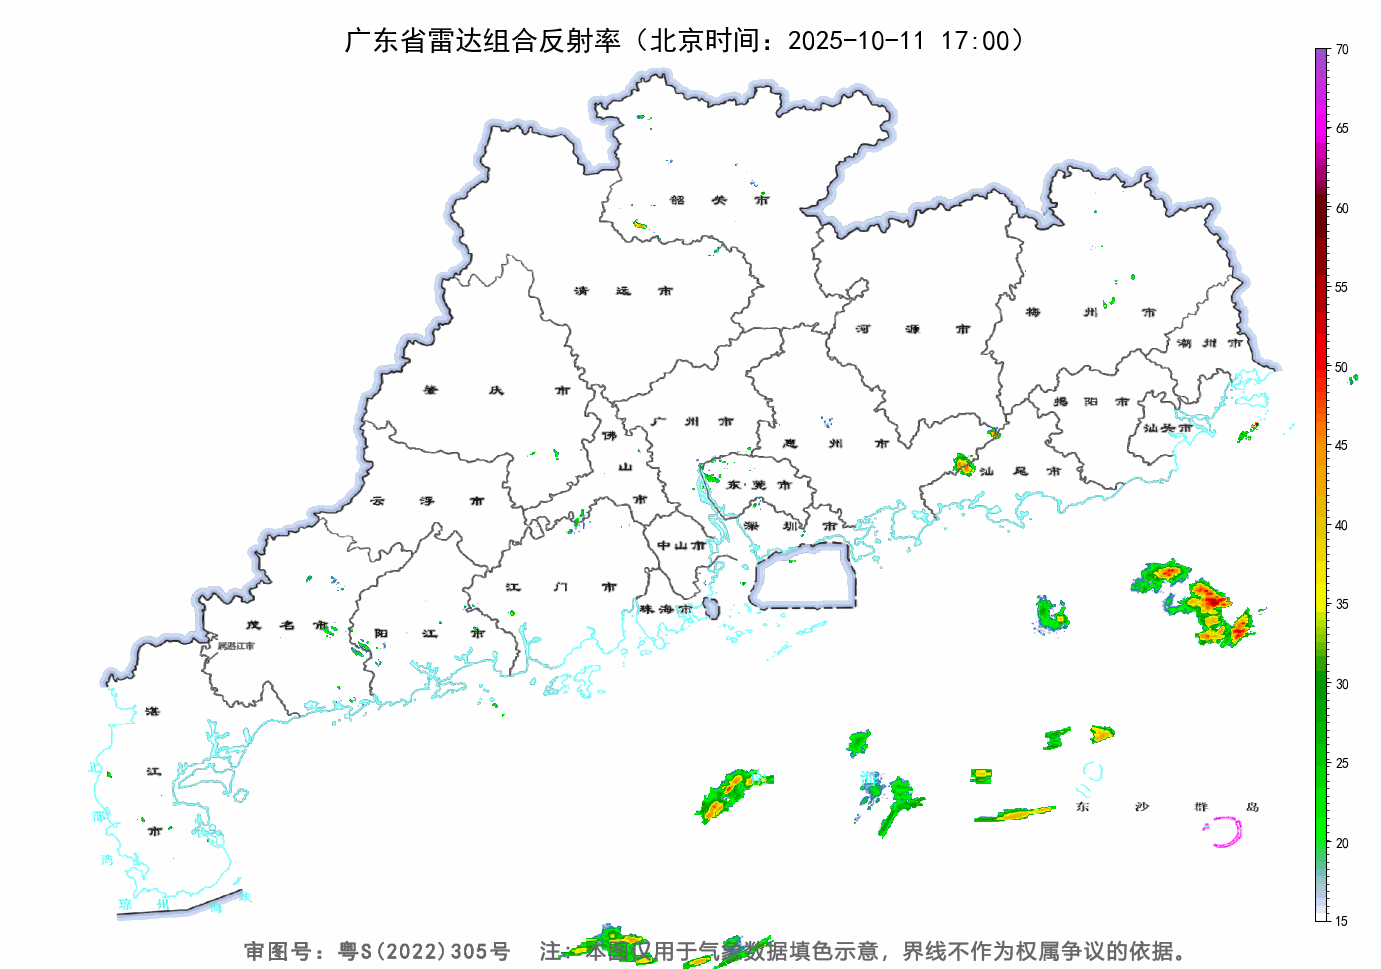 广东省雷达组合反射率（北京时间：2025-10-11 17:00）
70
65
60
55
50
45
40
35
30
25
20
15
韶关市
清远市
河源市
梅州市
潮州市
肇庆市
广州市
佛山市
惠州市
揭阳市
汕头市
汕尾市
云浮市
东莞市
深圳市
中山市
江门市
珠海市
茂名市
阳江市
属湛江市
湛江市
北部湾
琼州海峡
东沙群岛
审图号：粤S(2022)305号 注：本图仅用于气象数据填色示意，界线不作为权属争议的依据。